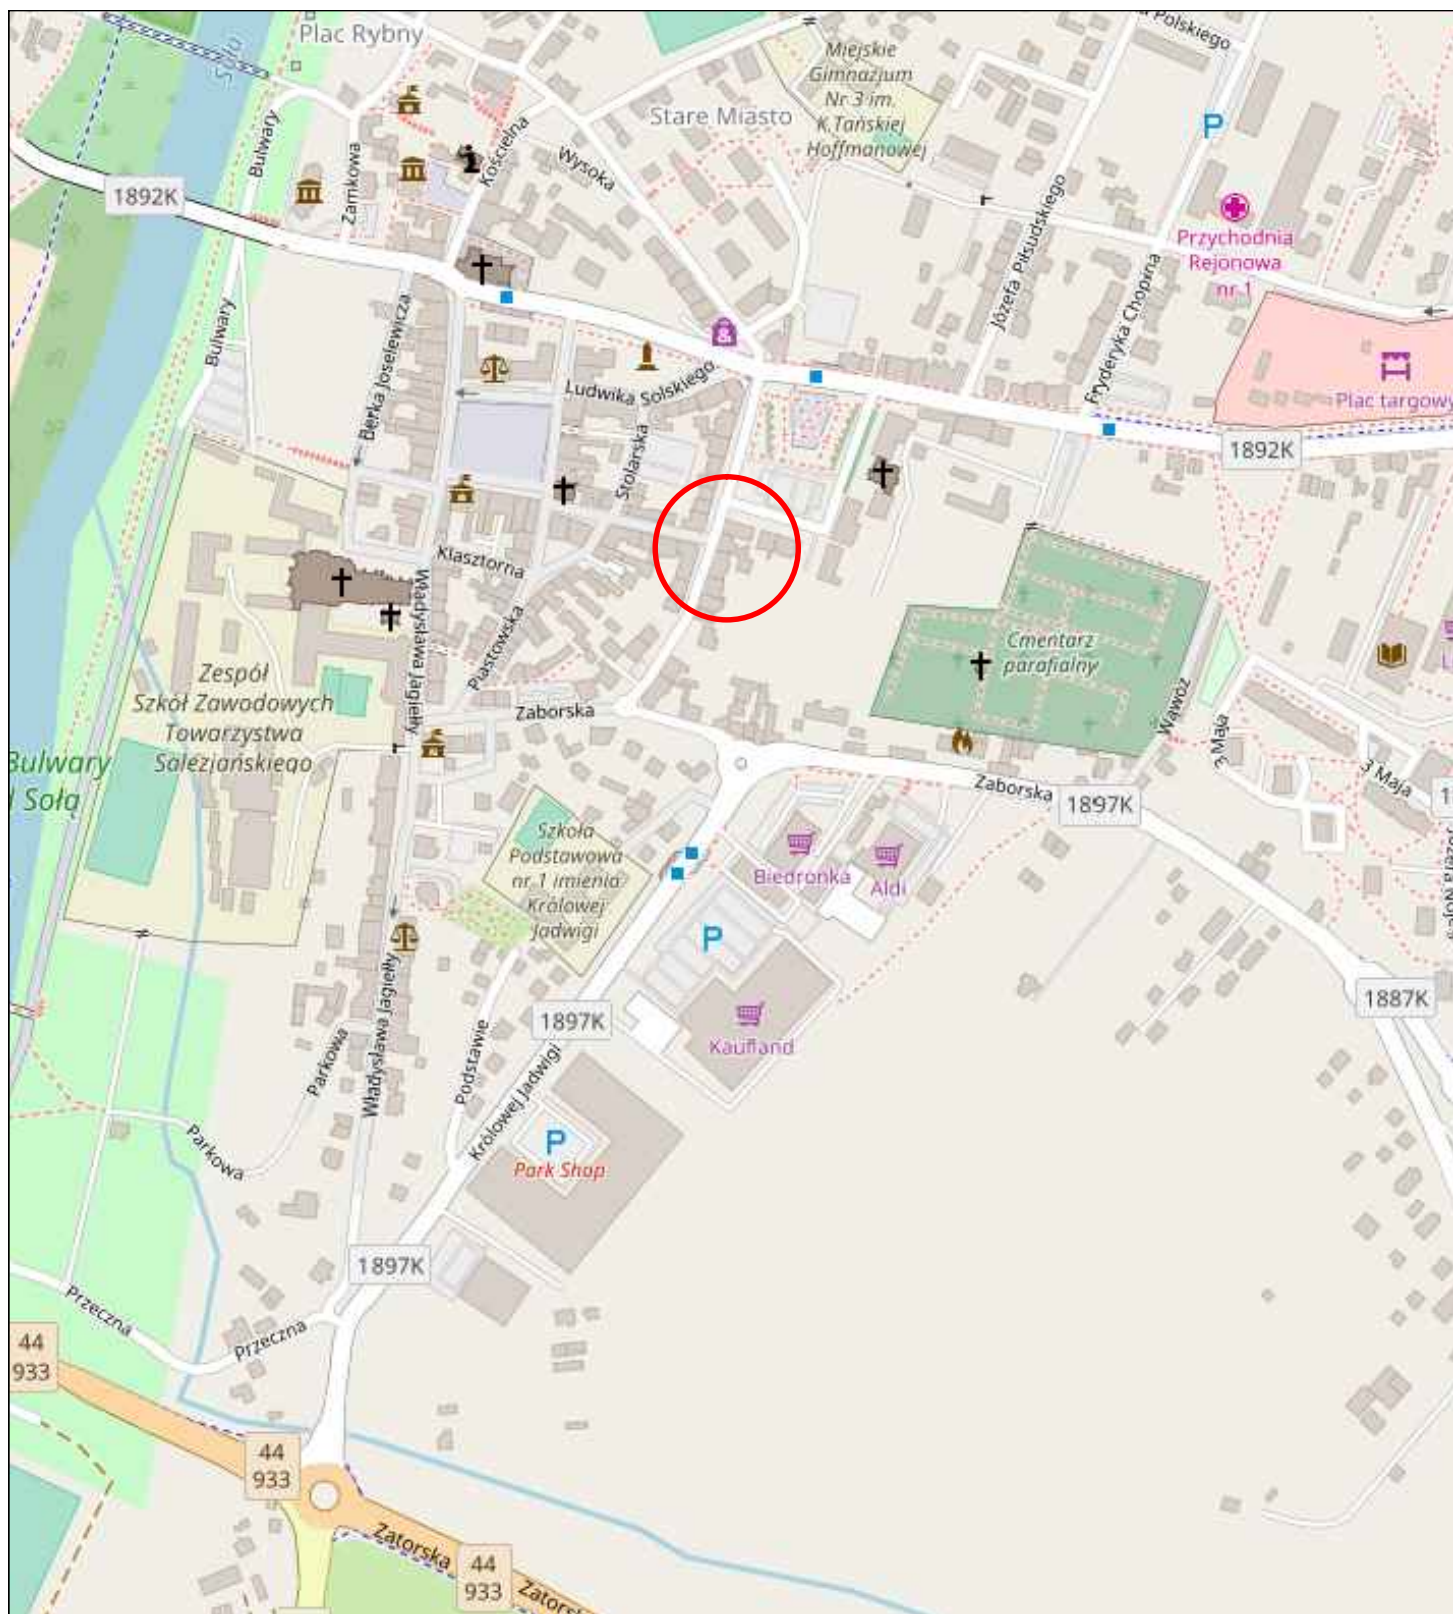 Plac Rybny
Polskiego
Miejskie
Gimnazjum
Nr 3 im.
K.Tańskiej
Hoffmanowej
Stare Miasto
P
Bulwary
Zamkowa
Kościelna
Wysoka
1892K
Józefa Piłsudskiego
Przychodnia
Rejonowa
nr 1
Fryderyka Chopina
Bulwary
Berka Joselewicza
Ludwika Solskiego
Stolarska
Plac targowy
1892K
Klasztorna
Władysława Jagiełły
Piastowska
Cmentarz
parafialny
Zespół
Szkół Zawodowych
Towarzystwa
Salezjańskiego
Zaborska
Wąwóz
3 Maja
3 Maja
Bulwary
Sołą
Zaborska
1897K
Szkoła
Podstawowa
nr 1 imienia
Królowej
Jadwigi
Biedronka
Aldi
P
Władysława Jagiełły
1897K
Kaufland
1887K
Parkowa
Podstawie
Królowej Jadwigi
Parkowa
P
Park Shop
1897K
Przeczna
Przeczna
44
933
44
933
Zatorska
44
933